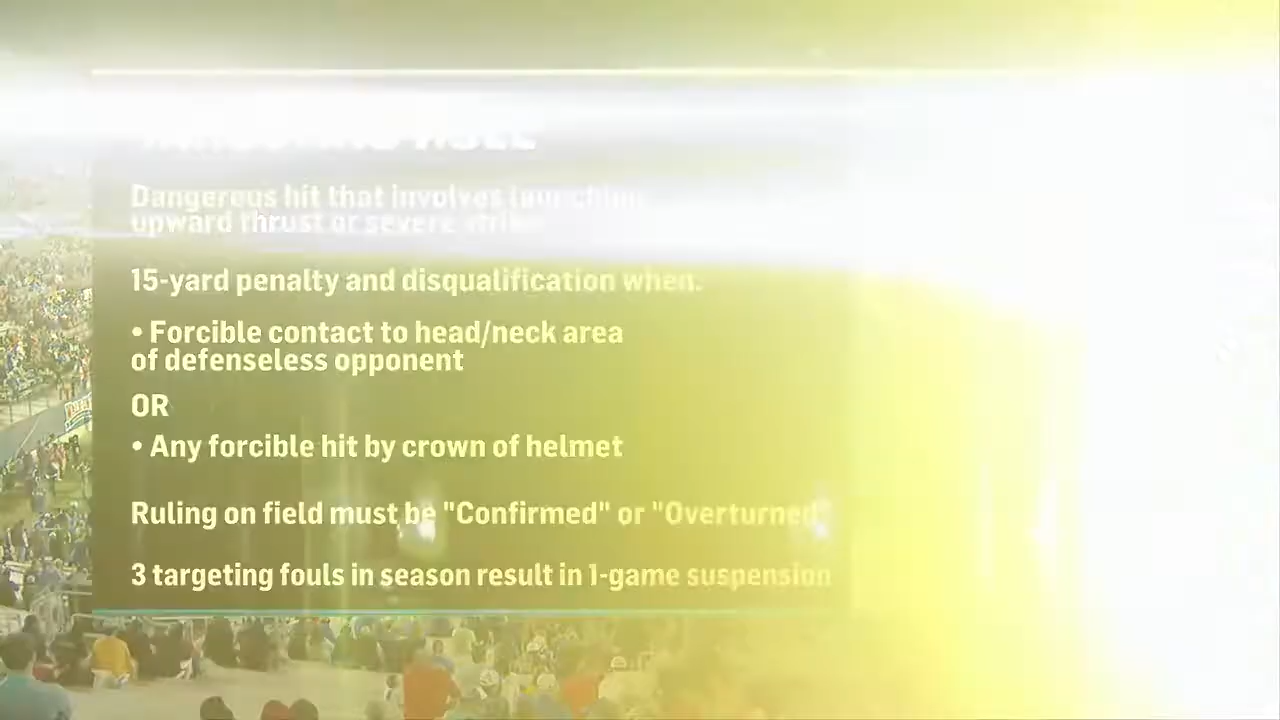 Dangerous hit that involves launching,
upward thrust or severe strike
15-yard penalty and disqualification when:
• Forcible contact to head/neck area
of defenseless opponent
OR
• Any forcible hit by crown of helmet
Ruling on field must be "Confirmed" or "Overturned"
3 targeting fouls in season result in 1-game suspension